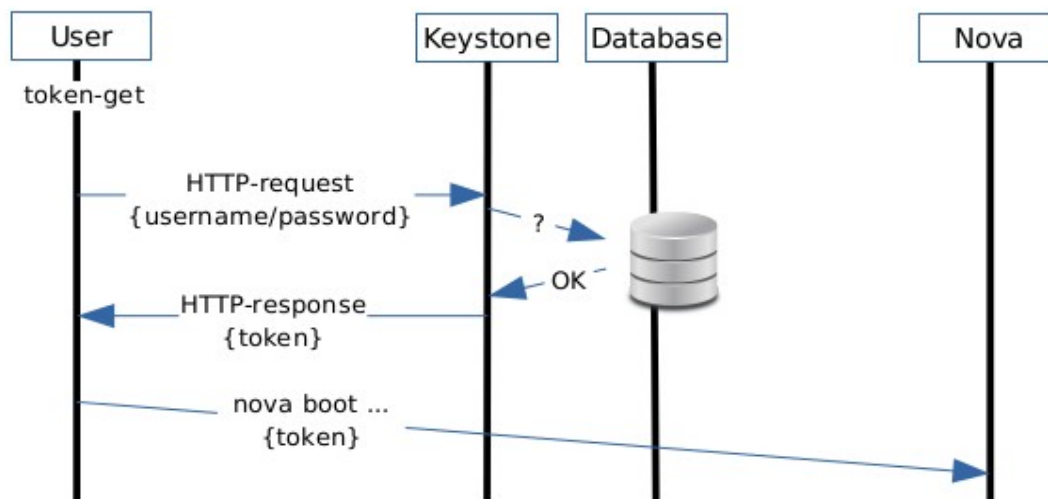 User
Keystone
Database
Nova
token-get
HTTP-request
{username/password}
?
OK
HTTP-response
{token}
nova boot ...
{token}